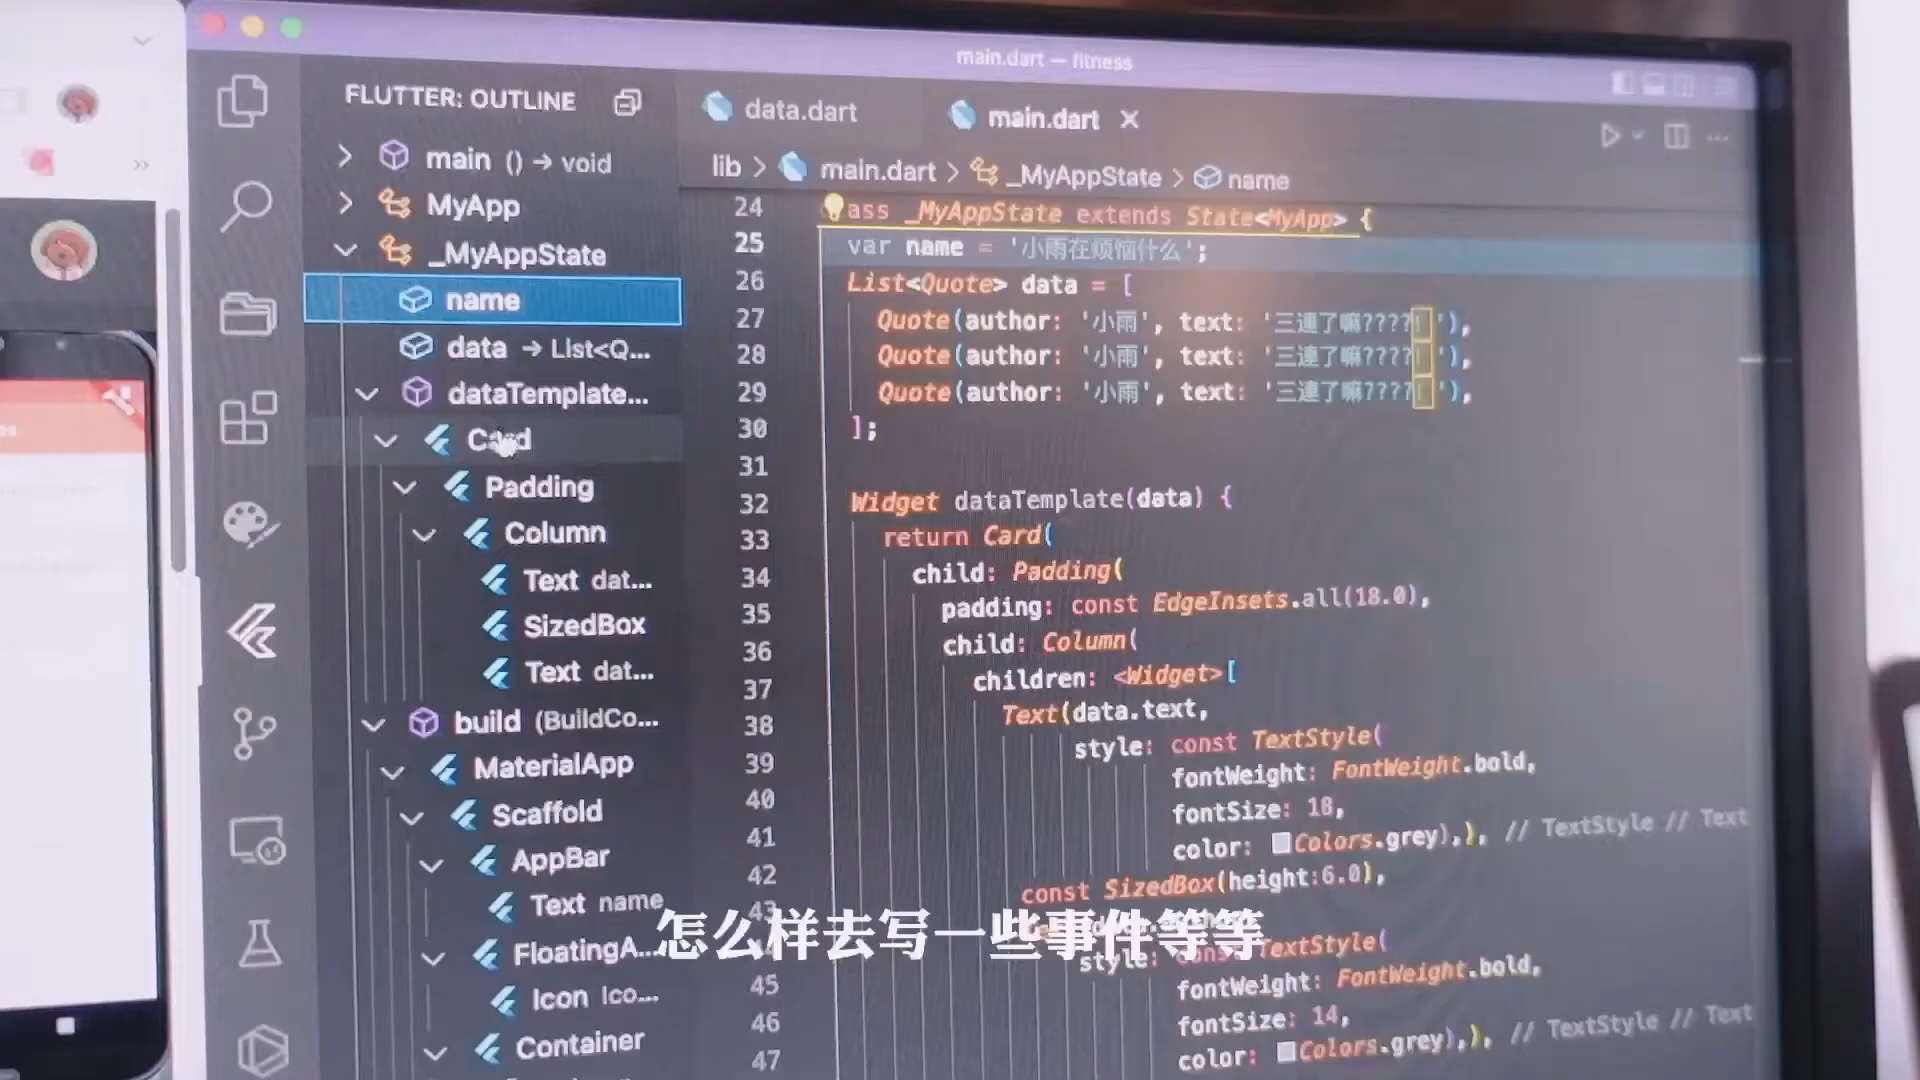 main.dart — fitness
FLUTTER: OUTLINE
main () → void
MyApp
_MyAppState
name
data → List<Q...
dataTemplate...
Card
Padding
Column
Text dat...
SizedBox
Text dat...
build (BuildCo...
MaterialApp
Scaffold
AppBar
Text name
FloatingA...
Icon Ico...
Container
data.dart
main.dart
lib > main.dart > _MyAppState > name
24 ass _MyAppState extends State<MyApp> {
25 var name = '小雨在烦恼什么';
26 List<Quote> data = [
27 Quote(author: '小雨', text: '三連了嘛????！'),
28 Quote(author: '小雨', text: '三連了嘛????！'),
29 Quote(author: '小雨', text: '三連了嘛????！'),
30 ];
31
32 Widget dataTemplate(data) {
33 return Card(
34 child: Padding(
35 padding: const EdgeInsets.all(18.0),
36 child: Column(
37 children: <Widget>[
38 Text(data.text,
39 style: const TextStyle(
40 fontWeight: FontWeight.bold,
41 fontSize: 18,
42 color: Colors.grey),), // TextStyle // Text
43 const SizedBox(height:6.0),
style: const TextStyle(
45 fontWeight: FontWeight.bold,
46 fontSize: 14,
47 color: Colors.grey),), // TextStyle // Text
怎么样去写一些事件等等